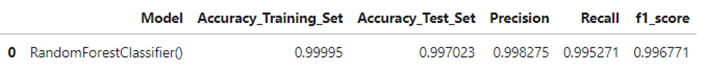 Model Accuracy_Training_Set Accuracy_Test_Set Precision Recall f1_score
0 RandomForestClassifier() 0.99995 0.997023 0.998275 0.995271 0.996771